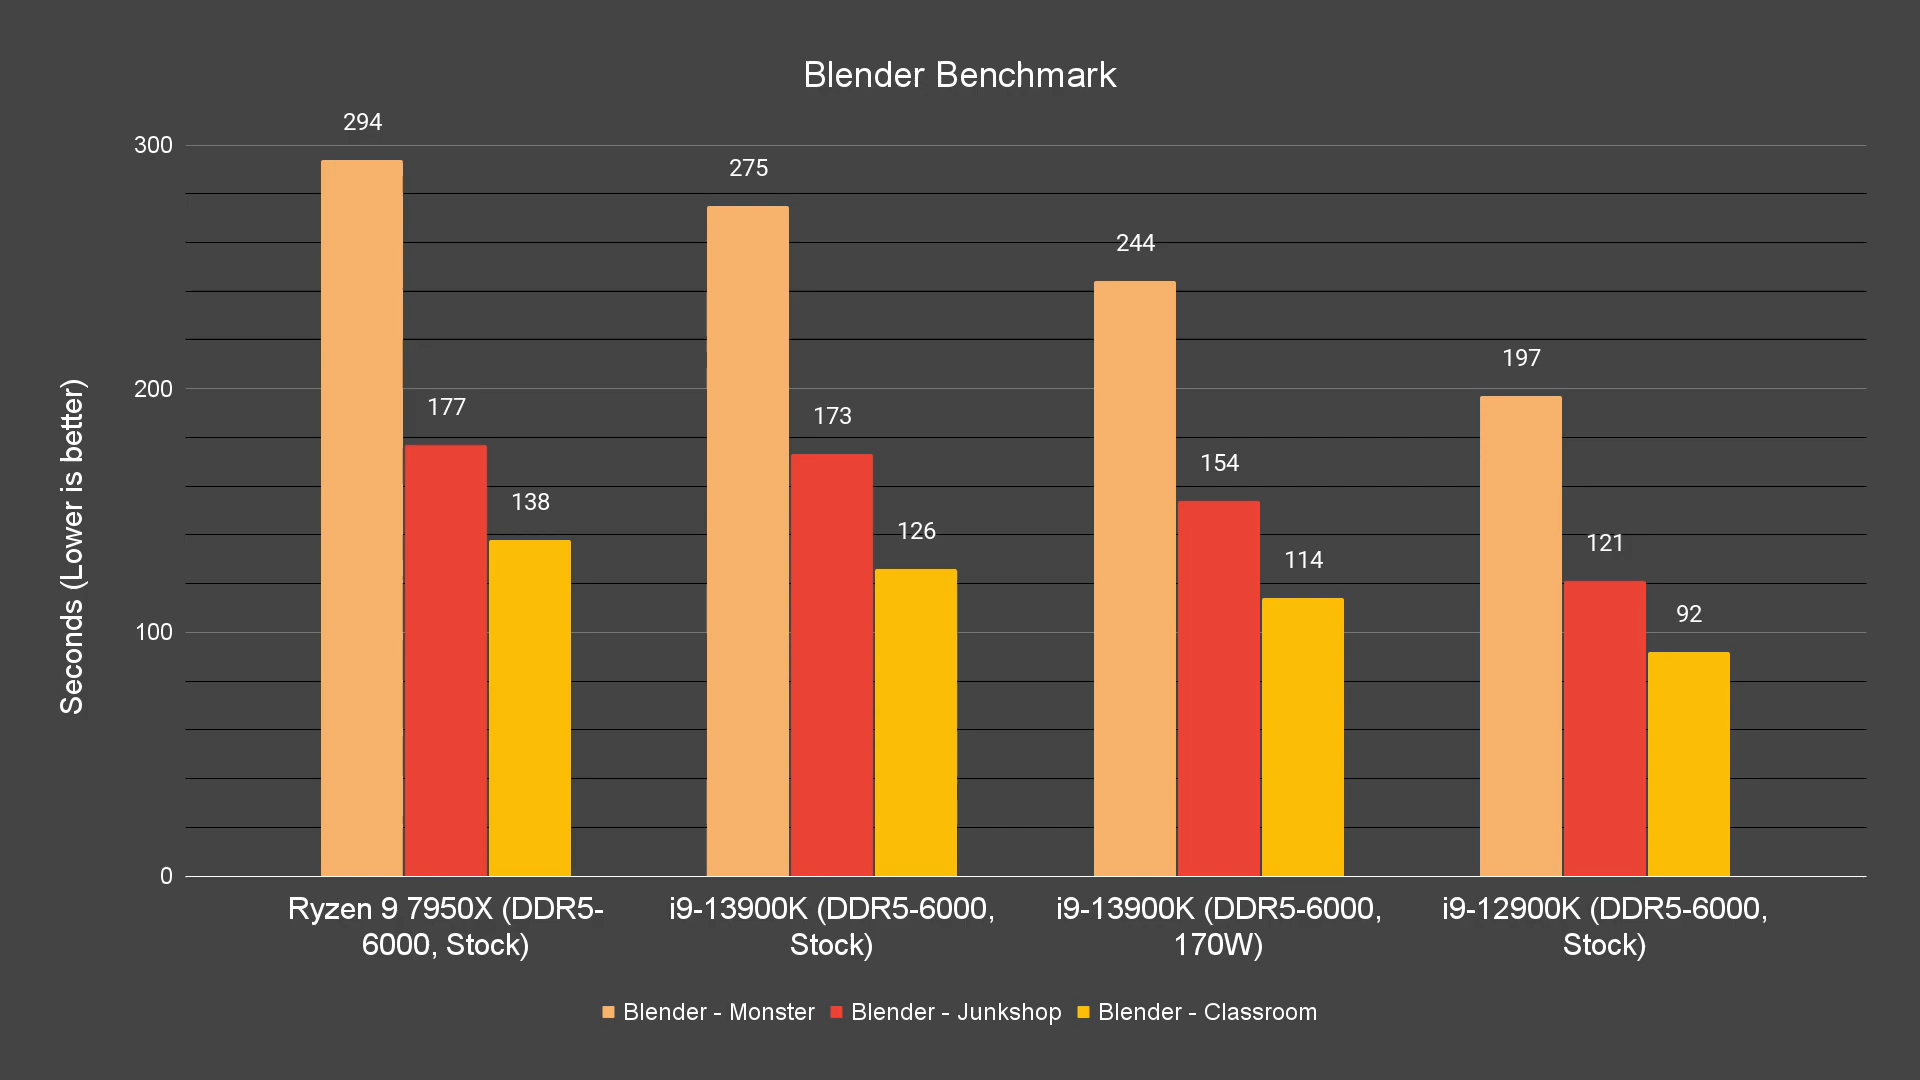 Blender Benchmark
Seconds (Lower is better)
300
200
100
0
294
177
138
275
173
126
244
154
114
197
121
92
Ryzen 9 7950X (DDR5-
6000, Stock)
i9-13900K (DDR5-6000,
Stock)
i9-13900K (DDR5-6000,
170W)
i9-12900K (DDR5-6000,
Stock)
Blender - Monster
Blender - Junkshop
Blender - Classroom